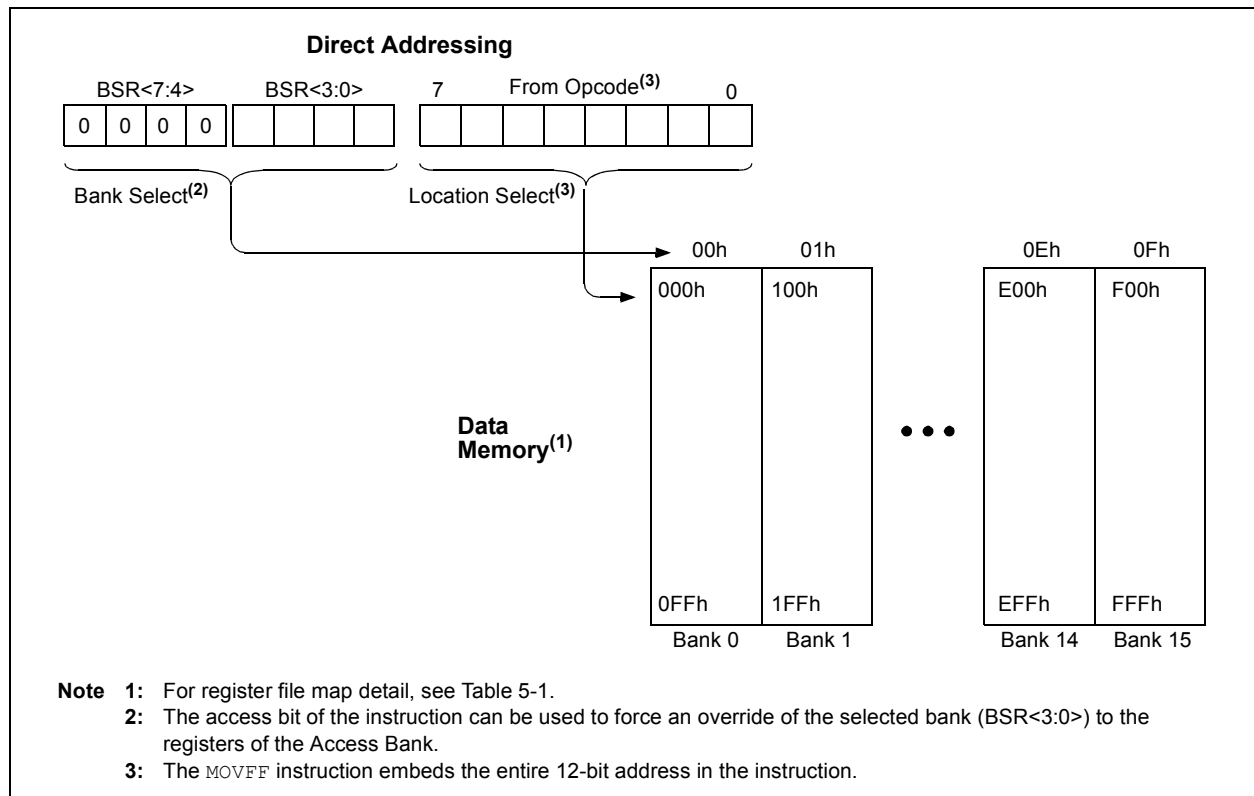 Direct Addressing
BSR<7:4> BSR<3:0> 7 From Opcode(3) 0
0 0 0 0
Bank Select(2) Location Select(3)
00h 01h 0Eh 0Fh
000h 100h E00h F00h
Data
Memory(1)
0FFh 1FFh EFFh FFFh
Bank 0 Bank 1 Bank 14 Bank 15
Note 1: For register file map detail, see Table 5-1.
2: The access bit of the instruction can be used to force an override of the selected bank (BSR<3:0>) to the
registers of the Access Bank.
3: The MOVFF instruction embeds the entire 12-bit address in the instruction.